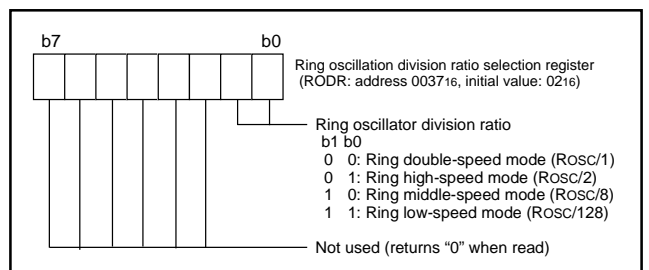 b7 b0
Ring oscillation division ratio selection register
(RODR: address 003716, initial value: 0216)
Ring oscillator division ratio
b1 b0
0 0: Ring double-speed mode (ROSC/1)
0 1: Ring high-speed mode (ROSC/2)
1 0: Ring middle-speed mode (ROSC/8)
1 1: Ring low-speed mode (ROSC/128)
Not used (returns “0” when read)